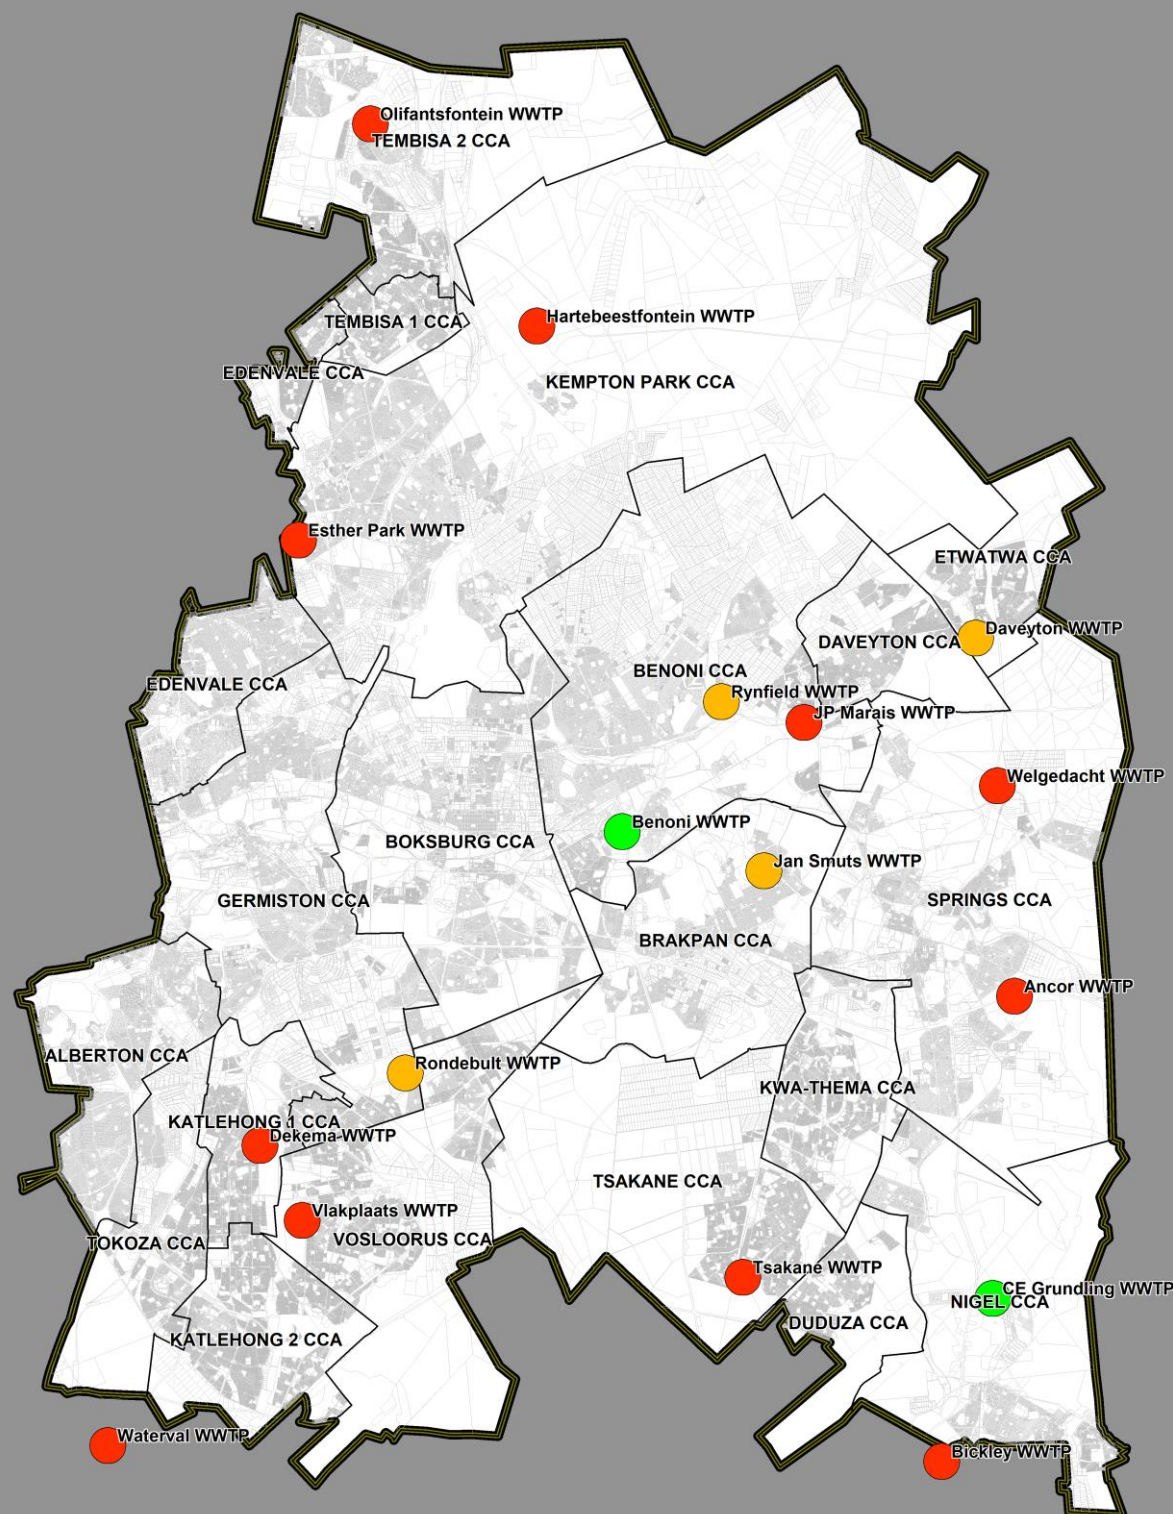 Olifantsfontein WWTP
TEMBISA 2 CCA
Hartebeestfontein WWTP
TEMBISA 1 CCA
EDENVALE CCA
KEMPTON PARK CCA
Esther Park WWTP
ETWATWA CCA
Daveyton WWTP
DAVEYTON CCA
BENONI CCA
EDENVALE CCA
Rynfield WWTP
JP Marais WWTP
Welgedacht WWTP
Benoni WWTP
BOKSBURG CCA
Jan Smuts WWTP
GERMISTON CCA
SPRINGS CCA
BRAKPAN CCA
Ancor WWTP
ALBERTON CCA
Rondebult WWTP
KWA-THEMA CCA
KATLEHONG 1 CCA
Dekema WWTP
TSAKANE CCA
Vlakplaats WWTP
VOSLOORUS CCA
TOKOZA CCA
Tsakane WWTP
CE Grundling WWTP
NIGEL CCA
DUDUZA CCA
KATLEHONG 2 CCA
Waterval WWTP
Bickley WWTP